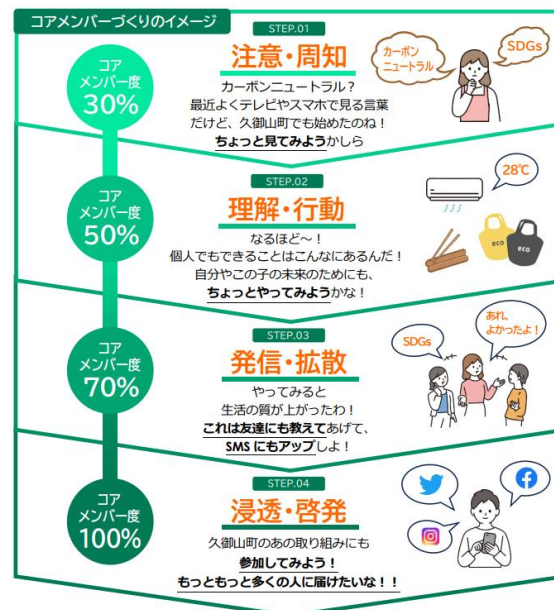 コアメンバーづくりのイメージ
コア
メンバー度
30%
STEP.01
注意・周知
カーボンニュートラル?
最近よくテレビやスマホで見る言葉
だけど、久御山町でも始めたのね!
ちょっと見てみようかしら
カーボン
ニュートラル
SDGs
コア
メンバー度
50%
STEP.02
理解・行動
なるほど〜!
個人でもできることはこんなにあるんだ!
自分やこの子の未来のためにも、
ちょっとやってみようかな!
28℃
eco
eco
コア
メンバー度
70%
STEP.03
発信・拡散
やってみると
生活の質が上がったわ!
これは友達にも教えてあげて、
SMS にもアップしよ!
SDGs
あれ、
よかったよ!
コア
メンバー度
100%
STEP.04
浸透・啓発
久御山町のあの取り組みにも
参加してみよう!
もっともっと多くの人に届けたいな!!